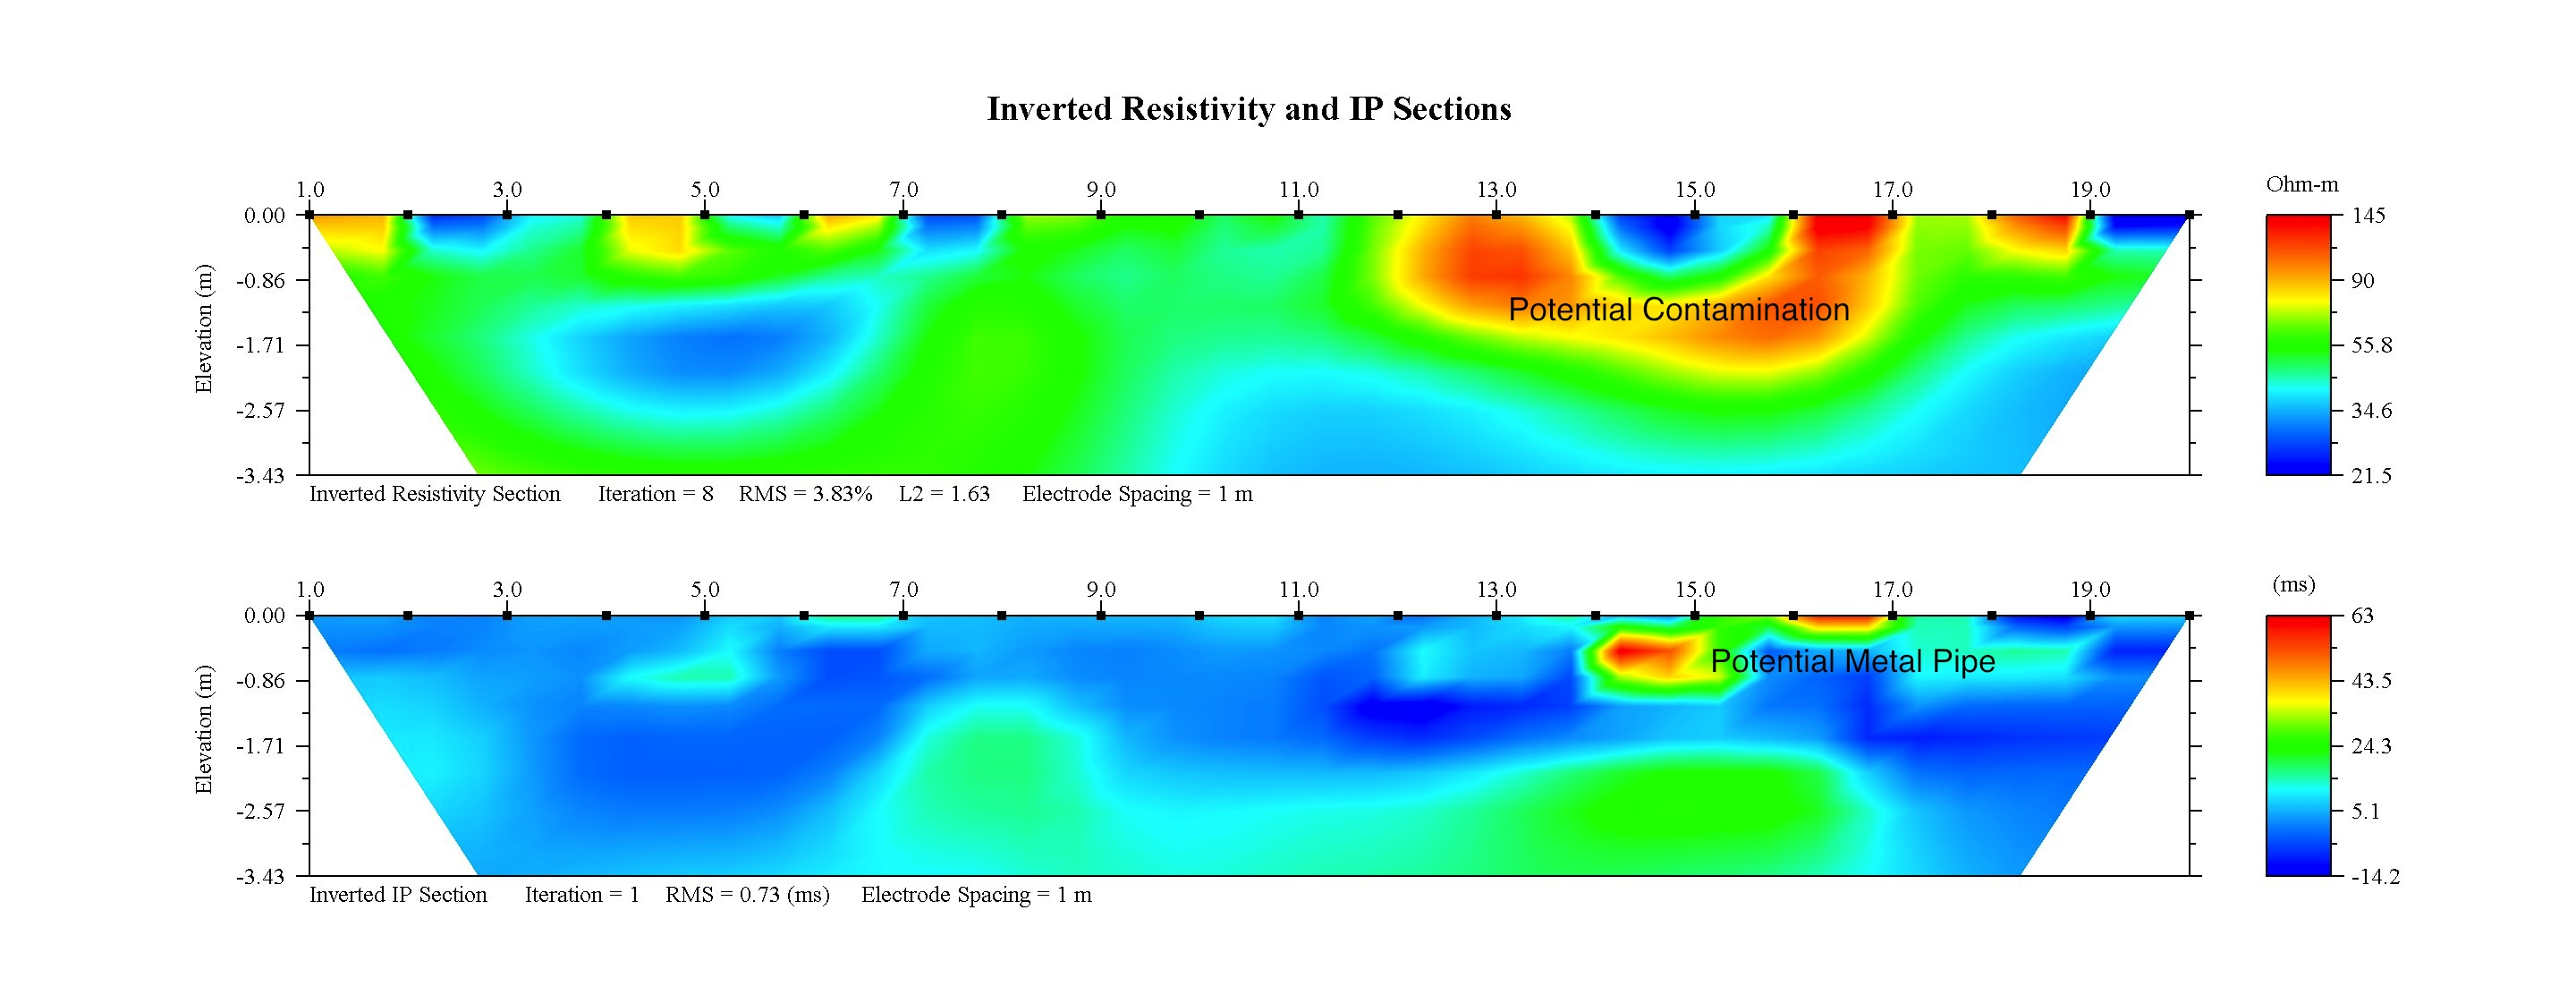 Inverted Resistivity and IP Sections
1.0 3.0 5.0 7.0 9.0 11.0 13.0 15.0 17.0 19.0
Elevation (m)
0.00
-0.86
-1.71
-2.57
-3.43
Potential Contamination
Ohm-m
145
90
55.8
34.6
21.5
Inverted Resistivity Section Iteration = 8 RMS = 3.83% L2 = 1.63 Electrode Spacing = 1 m
1.0 3.0 5.0 7.0 9.0 11.0 13.0 15.0 17.0 19.0
Elevation (m)
0.00
-0.86
-1.71
-2.57
-3.43
Potential Metal Pipe
(ms)
63
43.5
24.3
5.1
-14.2
Inverted IP Section Iteration = 1 RMS = 0.73 (ms) Electrode Spacing = 1 m